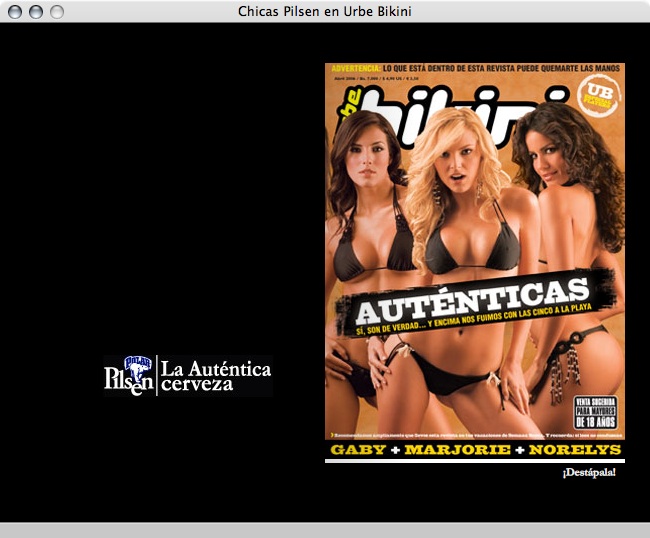 Chicas Pilsen en Urbe Bikini
ADVERTENCIA: LO QUE ESTÁ DENTRO DE ESTA REVISTA PUEDE QUEMARTE LAS MANOS
be
bikini
UB
AUTÉNTICAS
SÍ, SON DE VERDAD... Y ENCIMA NOS FUIMOS CON LAS CINCO A LA PLAYA
POLAR
Pilsen
La Auténtica
cerveza
VENTA SUGERIDA
PARA MAYORES
DE 18 AÑOS
GABY + MARJORIE + NORELYS
¡Destápala!